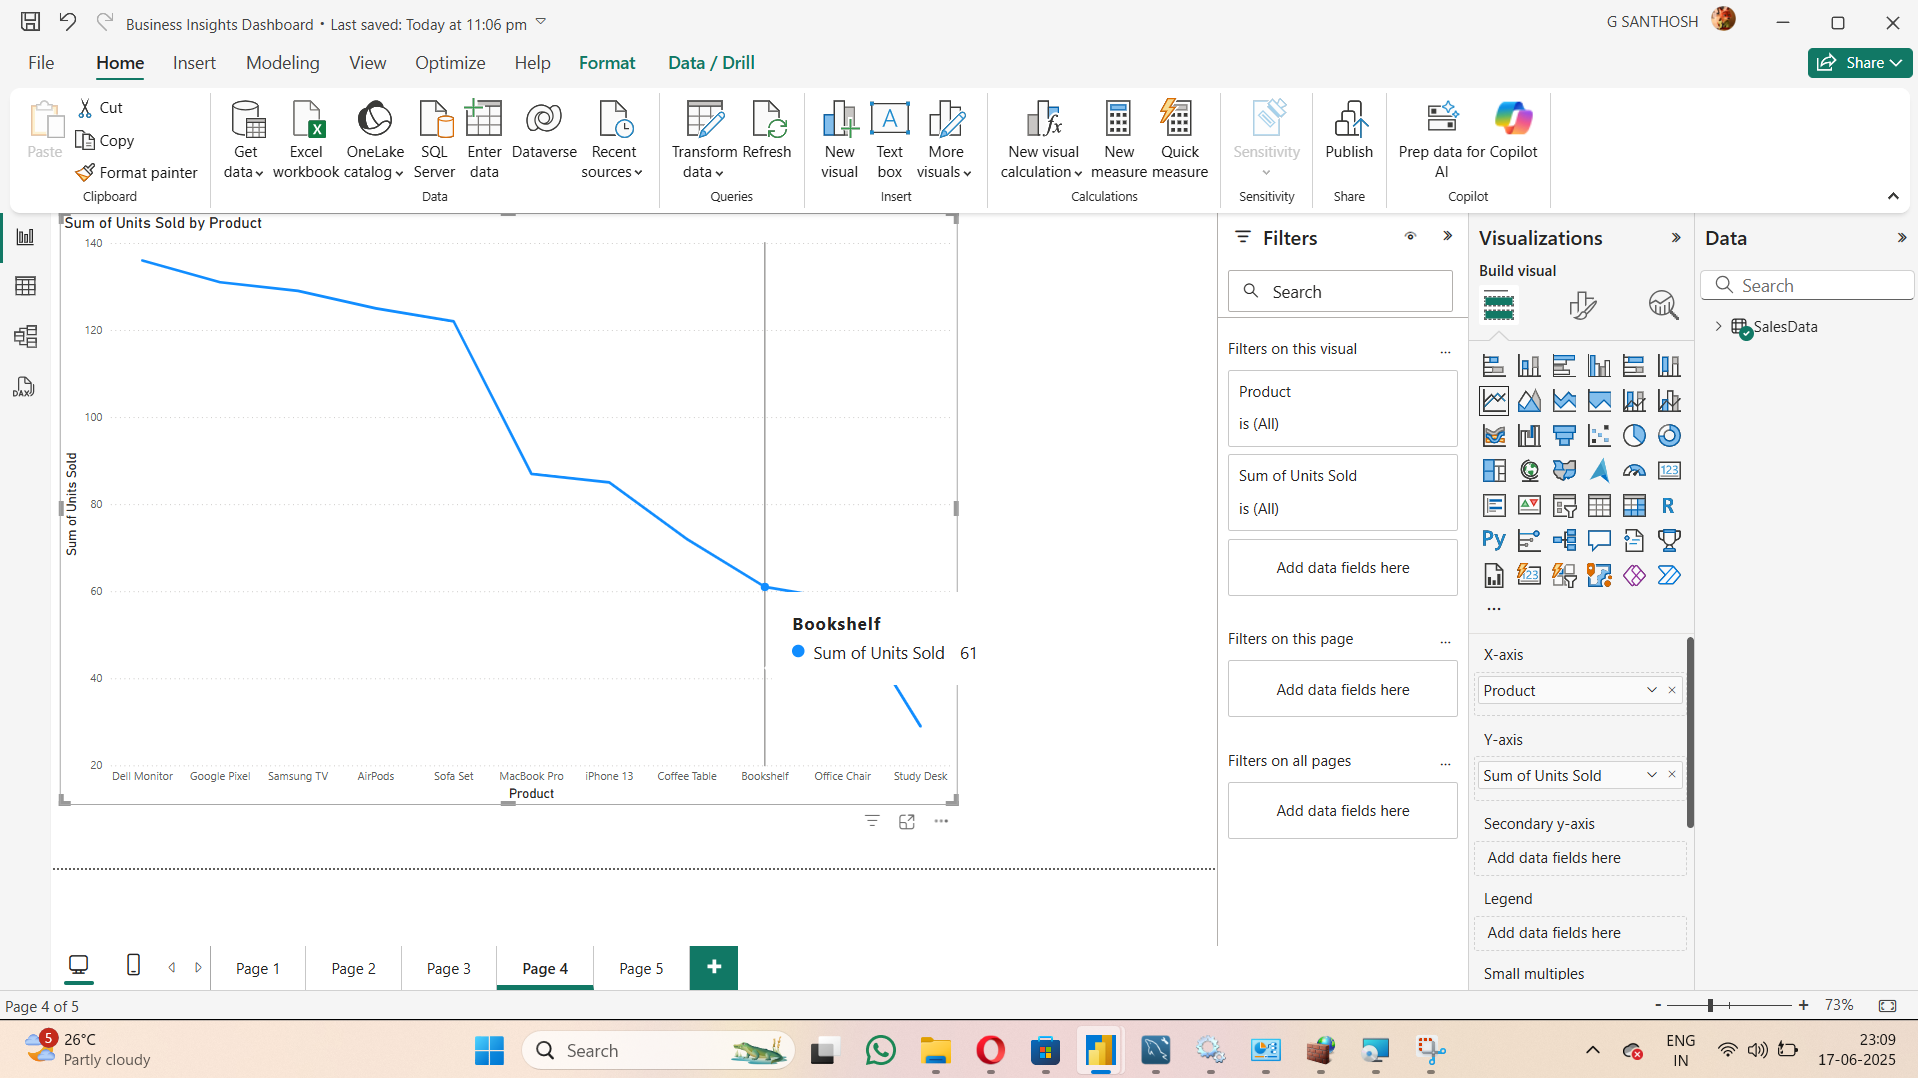 Business Insights Dashboard • Last saved: Today at 11:06 pm
G SANTHOSH
File Home Insert Modeling View Optimize Help Format Data / Drill
Share
Paste
Cut
Copy
Format painter
Clipboard
Get data
Excel workbook
OneLake catalog
SQL Server
Enter data
Dataverse
Recent sources
Data
Transform data
Refresh
Queries
New visual
Text box
More visuals
Insert
New visual calculation
New measure
Quick measure
Calculations
Sensitivity
Sensitivity
Publish
Share
Prep data for AI
Copilot
Copilot
DAX
Sum of Units Sold by Product
140
120
100
80
60
40
20
Sum of Units Sold
Bookshelf
Sum of Units Sold 61
Dell Monitor Google Pixel Samsung TV AirPods Sofa Set MacBook Pro iPhone 13 Coffee Table Bookshelf Office Chair Study Desk
Product
Filters
Search
Filters on this visual
...
Product
is (All)
Sum of Units Sold
is (All)
Add data fields here
Filters on this page
...
Add data fields here
Filters on all pages
...
Add data fields here
Visualizations
Build visual
123
R
Py
123
...
X-axis
Product
Y-axis
Sum of Units Sold
Secondary y-axis
Add data fields here
Legend
Add data fields here
Small multiples
Data
Search
SalesData
Page 1 Page 2 Page 3 Page 4 Page 5 +
Page 4 of 5
- + 73%
5
26°C
Partly cloudy
Search
ENG
IN
23:09
17-06-2025